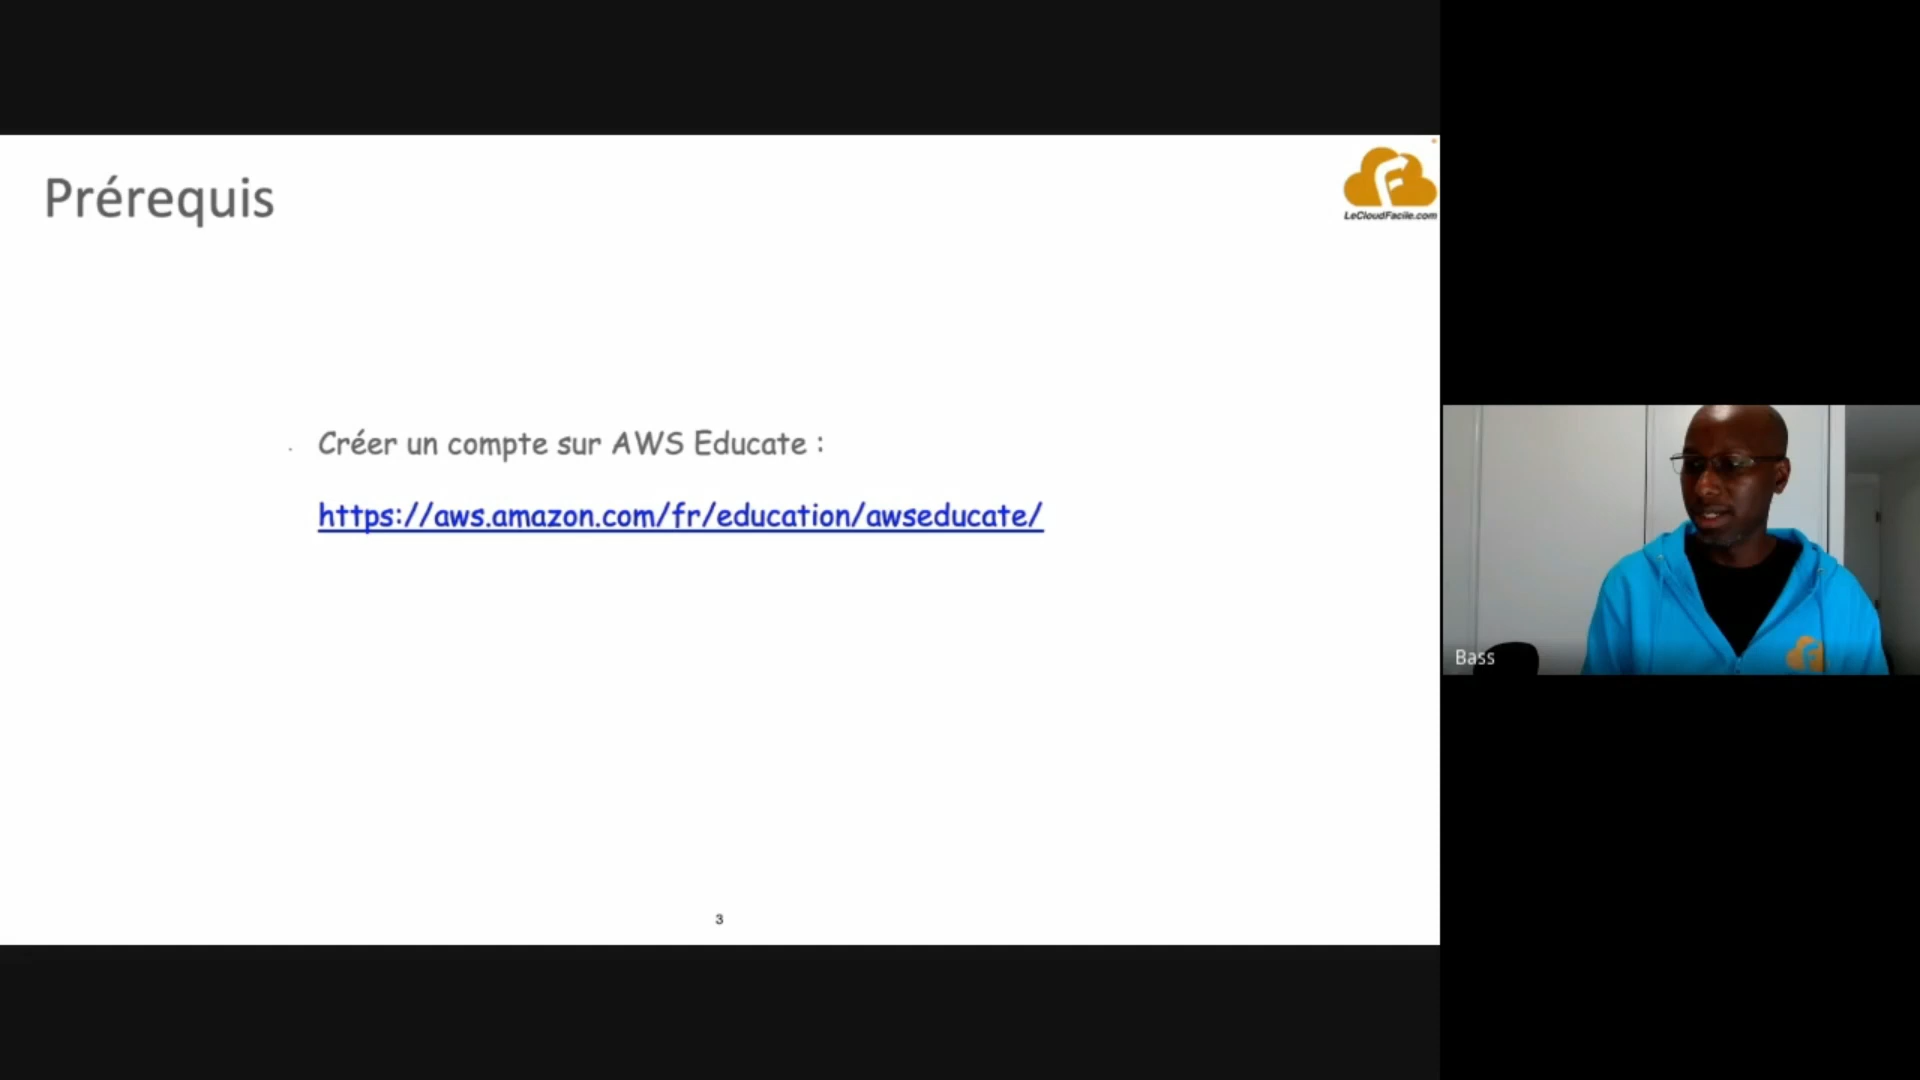 Prérequis
LeCloudFacile.com
Créer un compte sur AWS Educate :
https://aws.amazon.com/fr/education/awseducate/
Bass
3